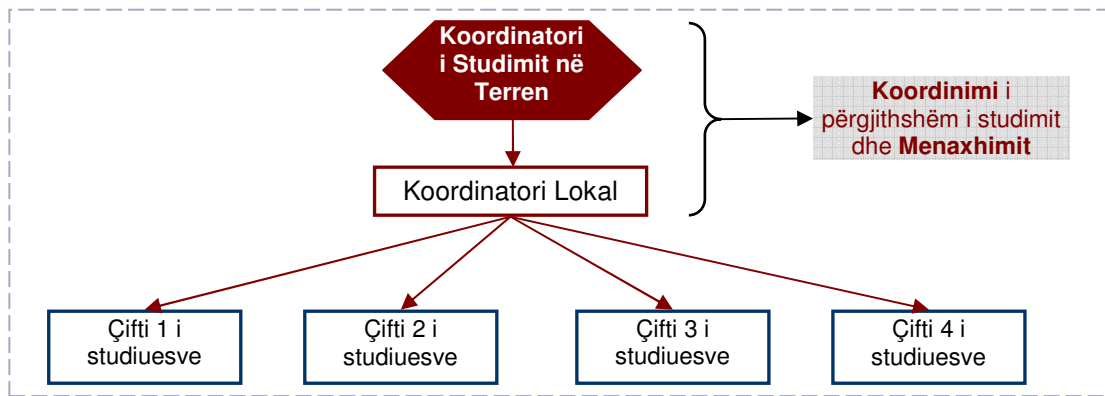 Koordinatori
i Studimit në
Terren
Koordinimi i
përgjithshëm i studimit
dhe Menaxhimit
Koordinatori Lokal
Çifti 1 i
studiuesve
Çifti 2 i
studiuesve
Çifti 3 i
studiuesve
Çifti 4 i
studiuesve